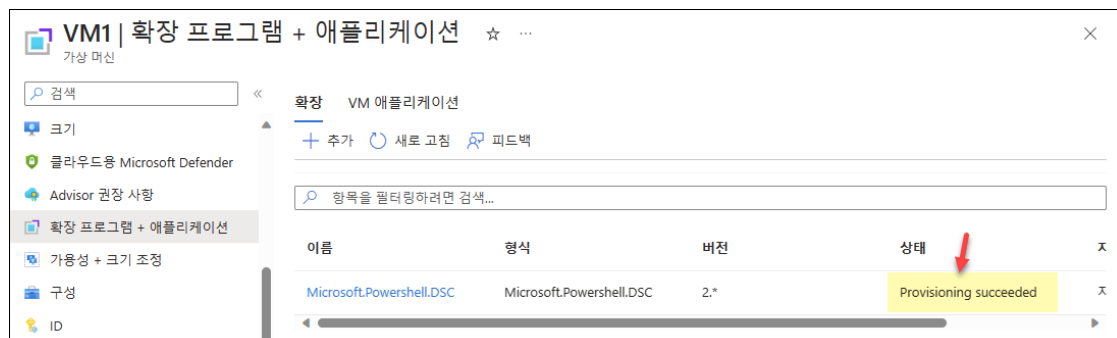 VM1 | 확장 프로그램 + 애플리케이션 ☆ ···
가상 머신
검색
크기
클라우드용 Microsoft Defender
Advisor 권장 사항
확장 프로그램 + 애플리케이션
가용성 + 크기 조정
구성
ID
확장 VM 애플리케이션
추가 새로 고침 피드백
항목을 필터링하려면 검색...
이름 형식 버전 상태
Microsoft.Powershell.DSC Microsoft.Powershell.DSC 2.* Provisioning succeeded